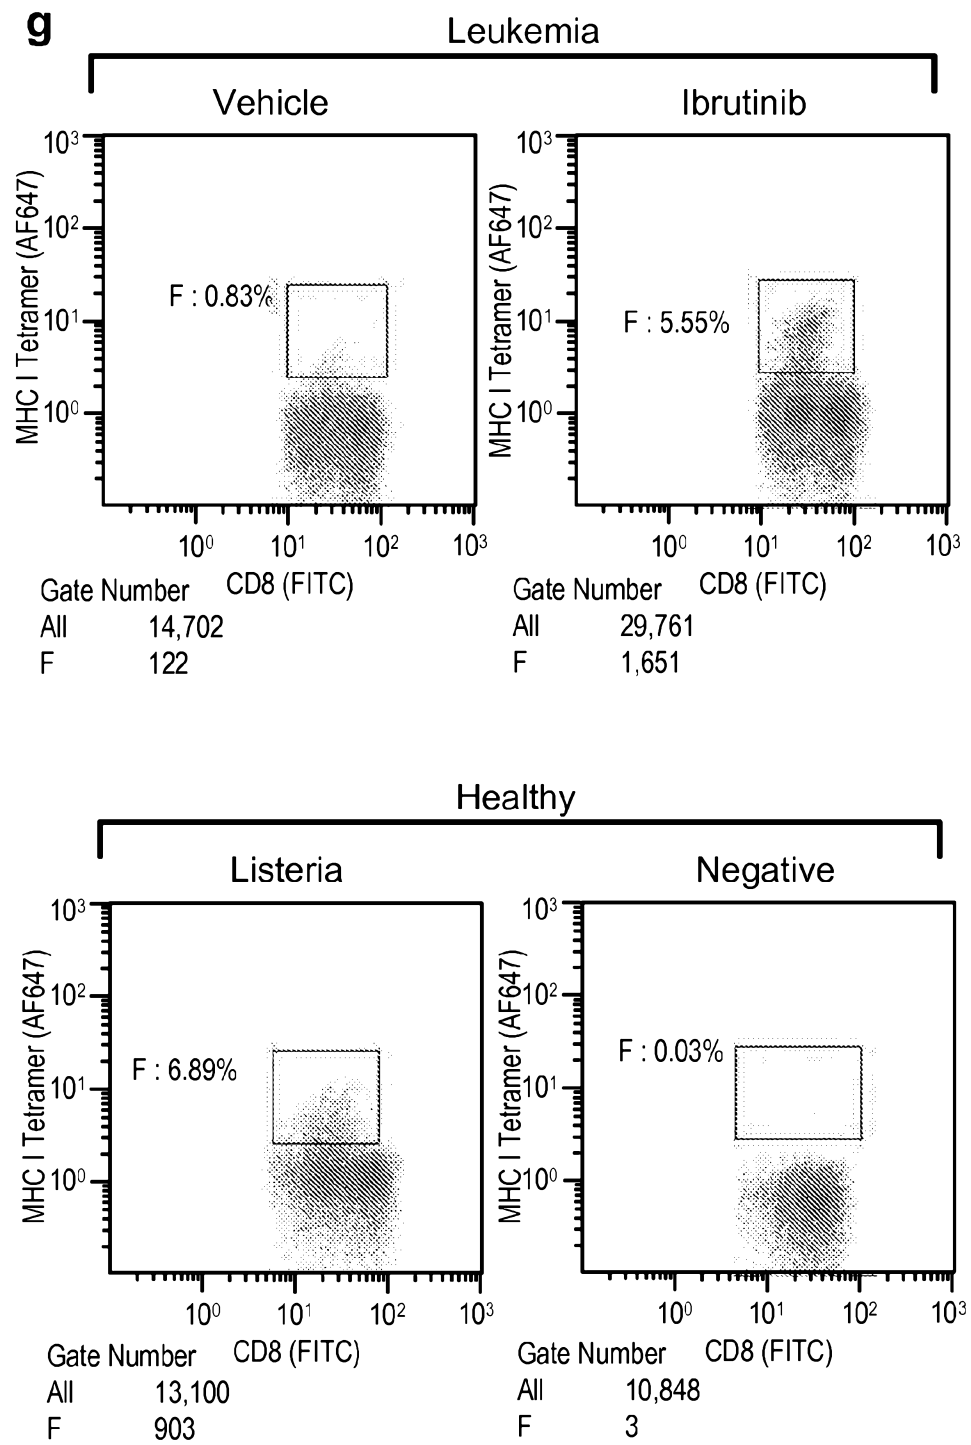 g
Leukemia
Vehicle
Ibrutinib
MHC I Tetramer (AF647)
10³
10²
10¹
10⁰
F : 0.83%
10⁰ 10¹ 10² 10³
CD8 (FITC)
Gate Number
All 14,702
F 122
MHC I Tetramer (AF647)
10³
10²
10¹
10⁰
F : 5.55%
10⁰ 10¹ 10² 10³
CD8 (FITC)
Gate Number
All 29,761
F 1,651
Healthy
Listeria
Negative
MHC I Tetramer (AF647)
10³
10²
10¹
10⁰
F : 6.89%
10⁰ 10¹ 10² 10³
CD8 (FITC)
Gate Number
All 13,100
F 903
MHC I Tetramer (AF647)
10³
10²
10¹
10⁰
F : 0.03%
10⁰ 10¹ 10² 10³
CD8 (FITC)
Gate Number
All 10,848
F 3